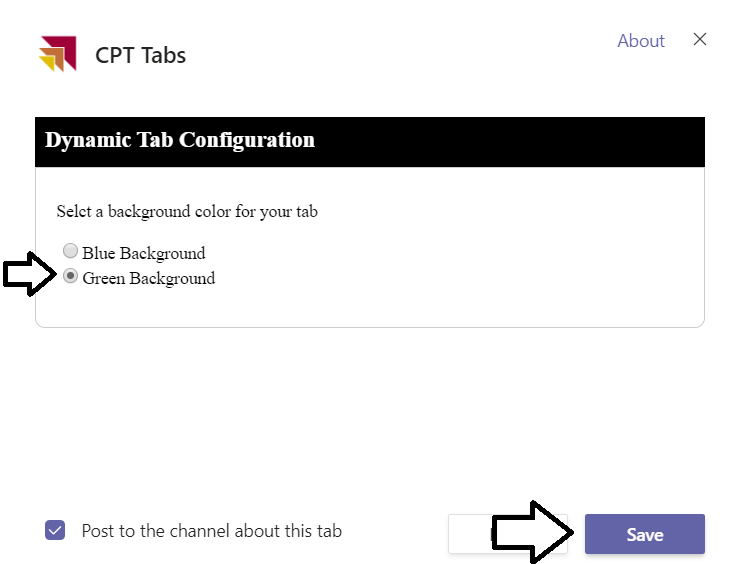 CPT Tabs
About
Dynamic Tab Configuration
Selct a background color for your tab
Blue Background
Green Background
Post to the channel about this tab
Save